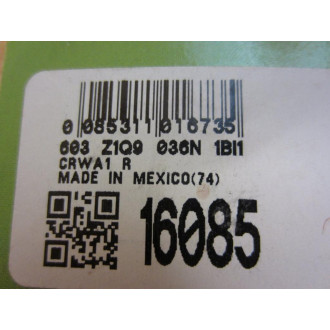 0 085311 016735
603 Z1Q9 036N 1BI1
CRWA1 R
MADE IN MEXICO(74)
16085